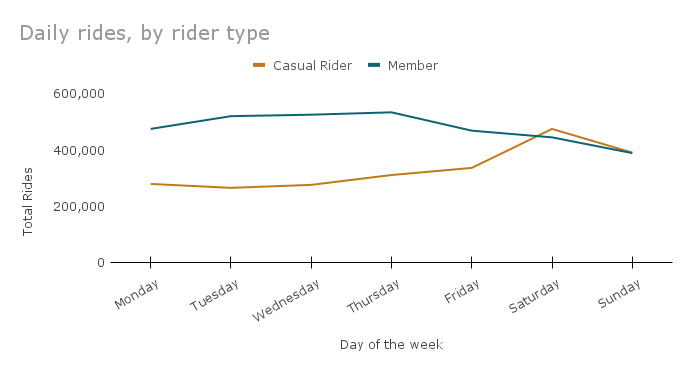 Daily rides, by rider type
Casual Rider Member
600,000
400,000
200,000
0
Total Rides
Monday Tuesday Wednesday Thursday Friday Saturday Sunday
Day of the week